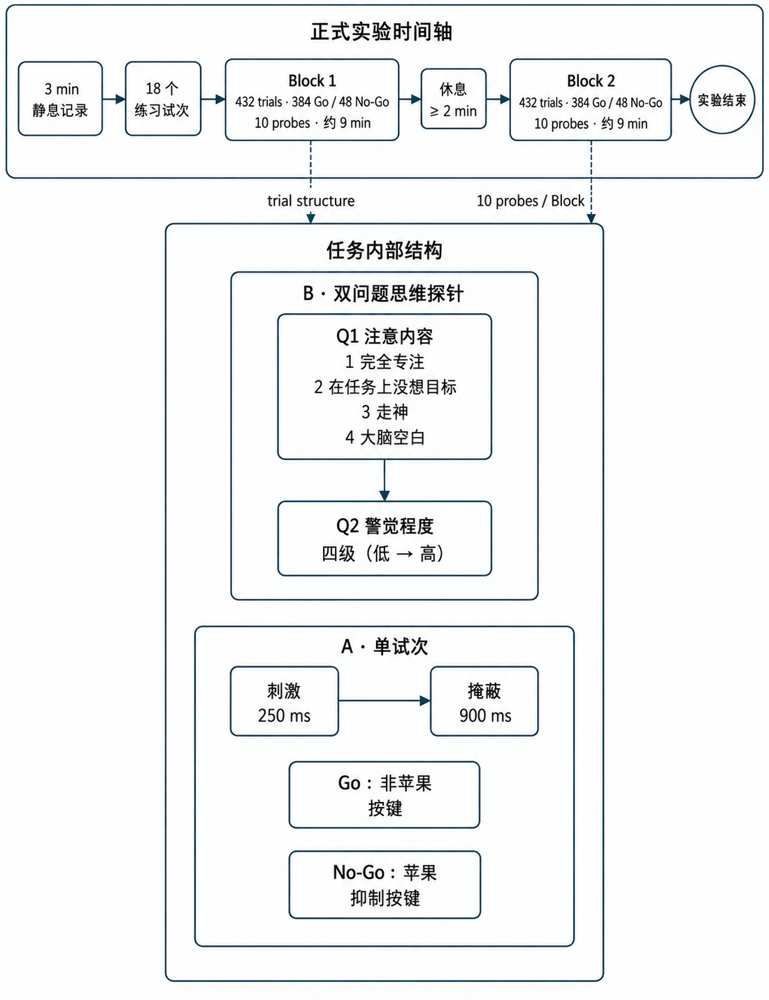 正式实验时间轴
3 min
静息记录
18 个
练习试次
Block 1
432 trials · 384 Go / 48 No-Go
10 probes · 约 9 min
休息
≥ 2 min
Block 2
432 trials · 384 Go / 48 No-Go
10 probes · 约 9 min
实验结束
trial structure
10 probes / Block
任务内部结构
B · 双问题思维探针
Q1 注意内容
1 完全专注
2 在任务上没想目标
3 走神
4 大脑空白
Q2 警觉程度
四级（低 → 高）
A · 单试次
刺激
250 ms
掩蔽
900 ms
Go：非苹果
按键
No-Go：苹果
抑制按键